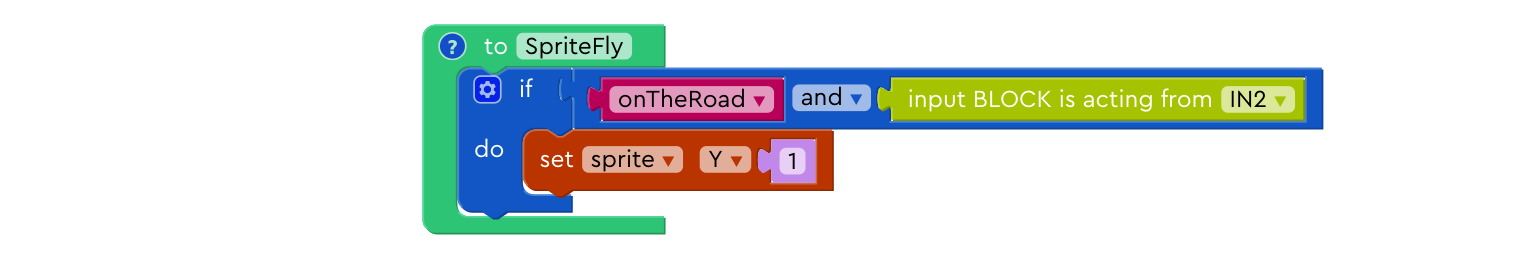 ? to SpriteFly
if onTheRoad ▾ and ▾ input BLOCK is acting from IN2 ▾
do set sprite ▾ Y ▾ 1